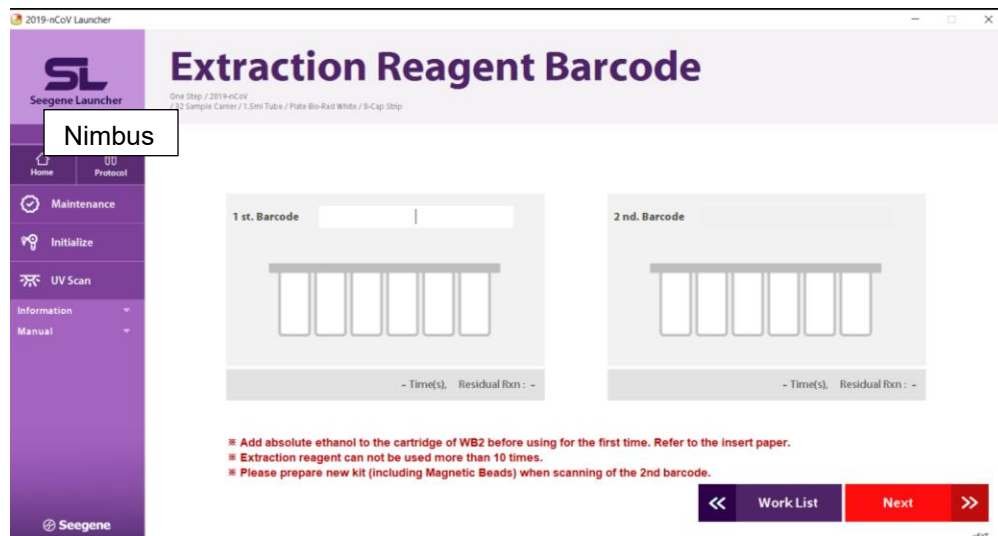 2019-nCoV Launcher
SL
Seegene Launcher
Nimbus
Home
Protocol
Maintenance
Initialize
UV Scan
Information
Manual
Seegene
Extraction Reagent Barcode
One Step / 2019-nCoV
/ 32 Sample Carrier / 1.5ml Tube / Plate Bio-Rad White / 8-Cap Strip
1 st. Barcode
- Time(s), Residual Rxn : -
2 nd. Barcode
- Time(s), Residual Rxn : -
※ Add absolute ethanol to the cartridge of WB2 before using for the first time. Refer to the insert paper.
※ Extraction reagent can not be used more than 10 times.
※ Please prepare new kit (including Magnetic Beads) when scanning of the 2nd barcode.
Work List
Next